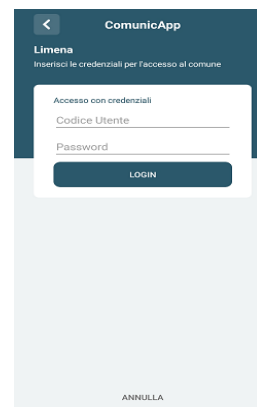 ComunicApp
Limena
Inserisci le credenziali per l'accesso al comune
Accesso con credenziali
Codice Utente
Password
LOGIN
ANNULLA